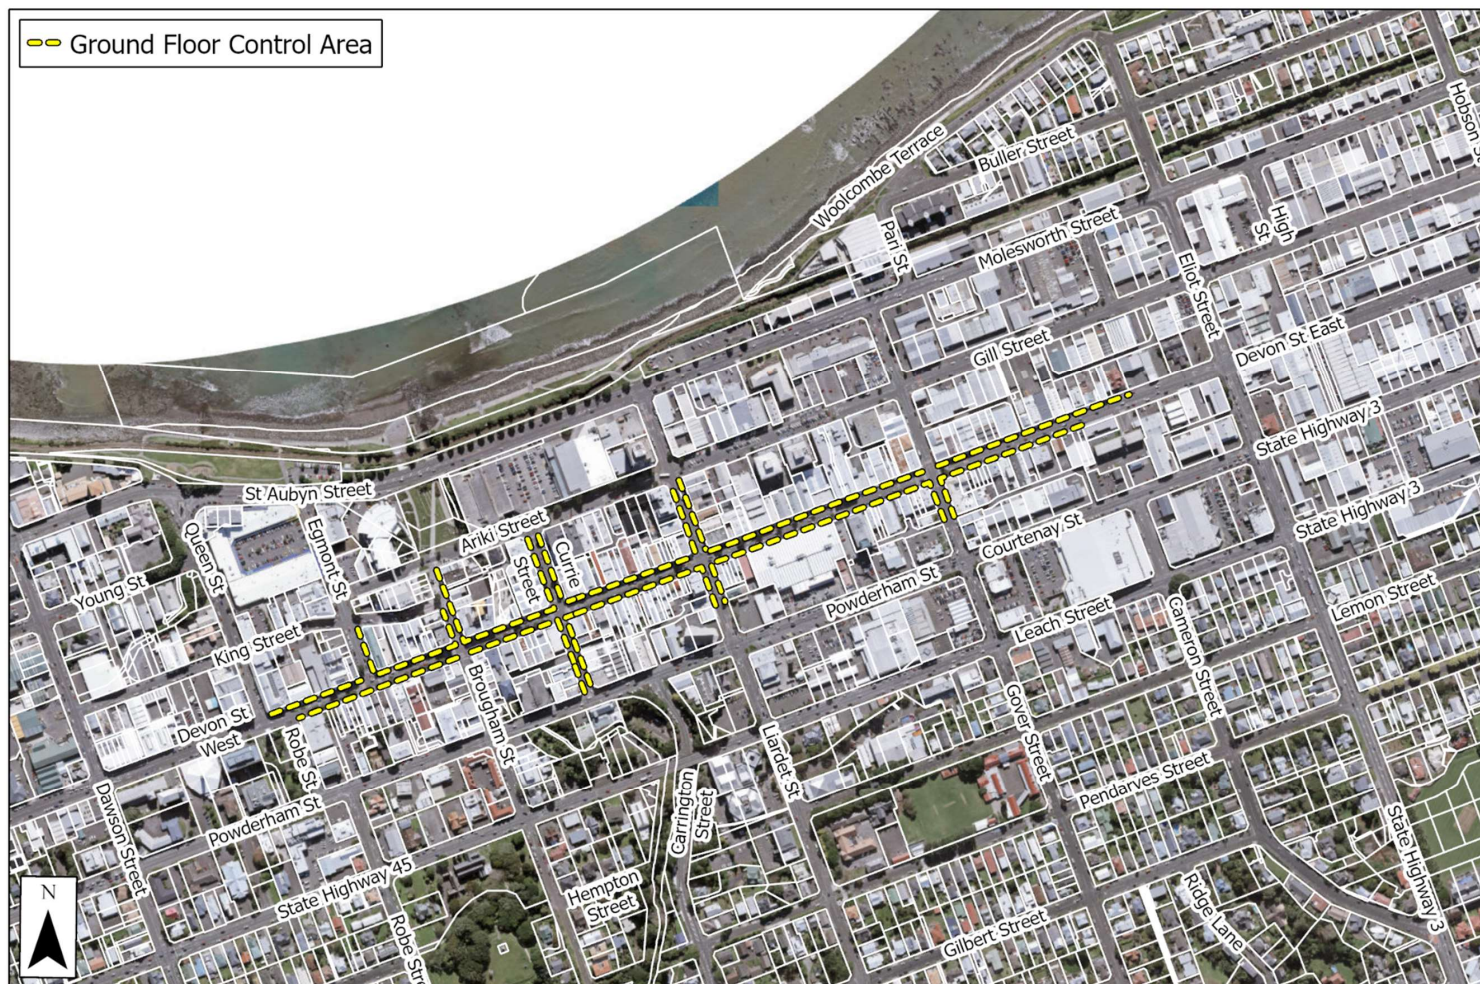 Ground Floor Control Area
Hobson S
Woolcombe Terrace
Buller Street
Pari St
Molesworth Street
High
St
Eliot Street
Gill Street
Devon St East
State Highway 3
State Highway 3
St Aubyn Street
Ariki Street
Queen St
Egmont St
Currie
Street
Courtenay St
Young St
Powderham St
Leach Street
Lemon Street
King Street
Cameron Street
Brougham St
Devon St
West
Robe St
Gover Street
Liardet St
Pendarves Street
Carrington
Street
Dawson Street
Powderham St
State Highway 3
State Highway 45
Hempton
Street
Ridge Lane
Robe Stre
Gilbert Street
N